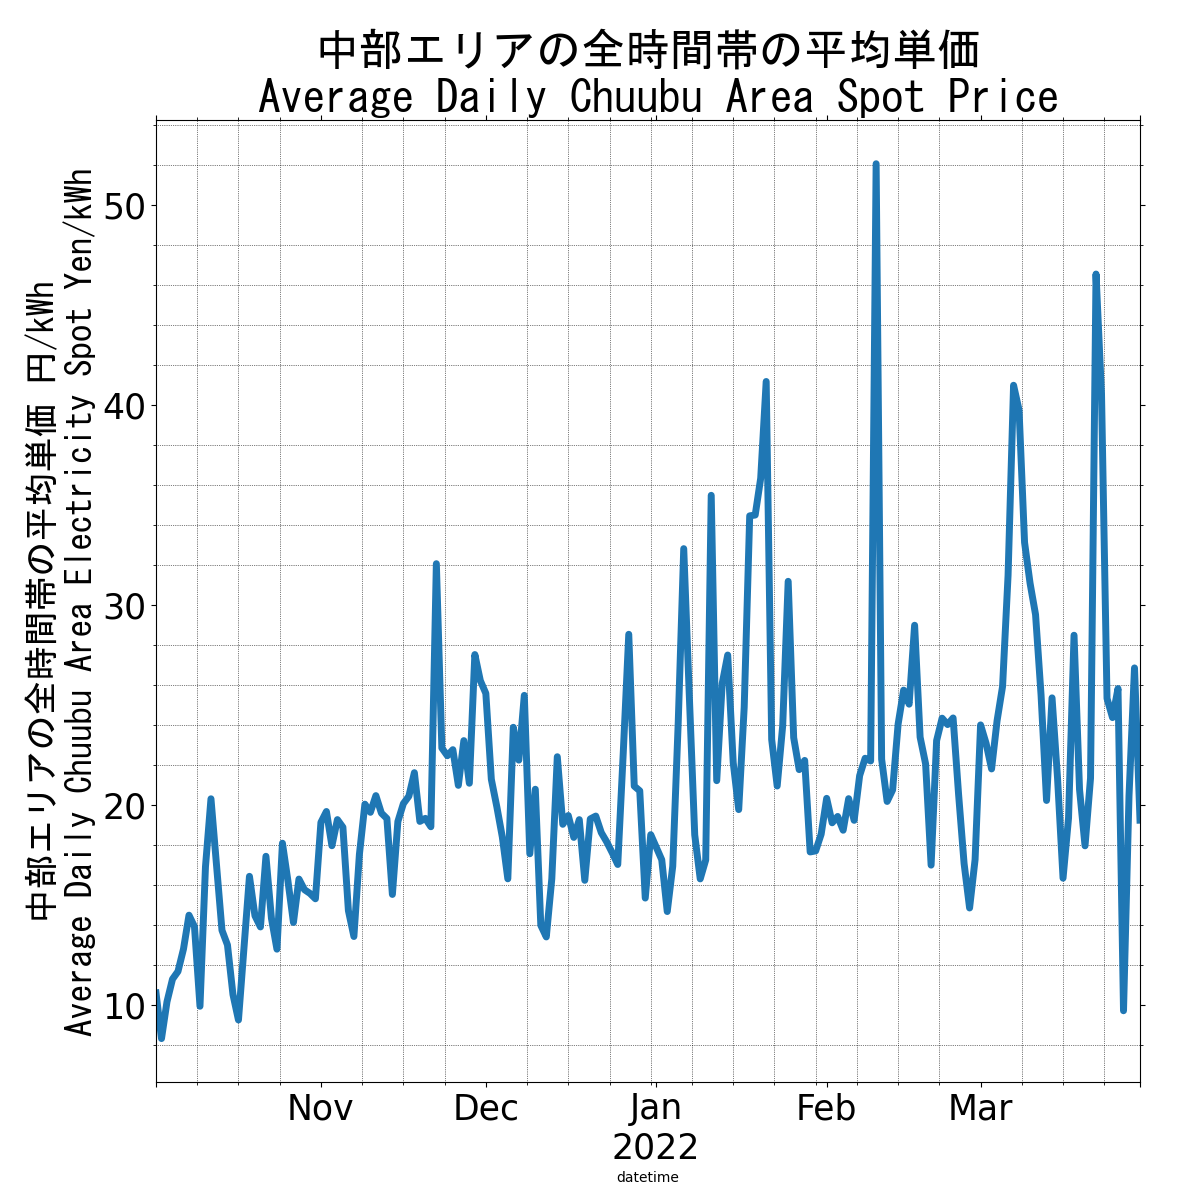 中部エリアの全時間帯の平均単価
Average Daily Chuubu Area Spot Price
中部エリアの全時間帯の平均単価 円/kWh
Average Daily Chuubu Area Electricity Spot Yen/kWh
50
40
30
20
10
Nov Dec Jan Feb Mar
2022
datetime